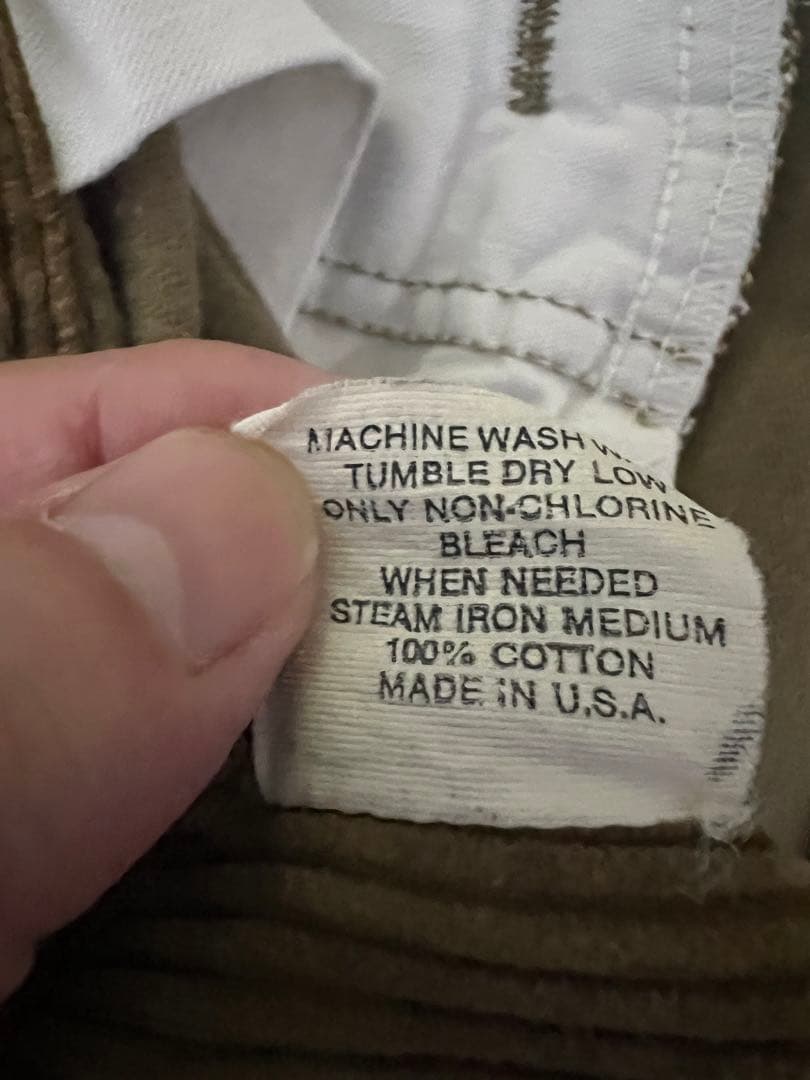 MACHINE WASH
TUMBLE DRY LOW
ONLY NON-CHLORINE
BLEACH
WHEN NEEDED
STEAM IRON MEDIUM
100% COTTON
MADE IN U.S.A.